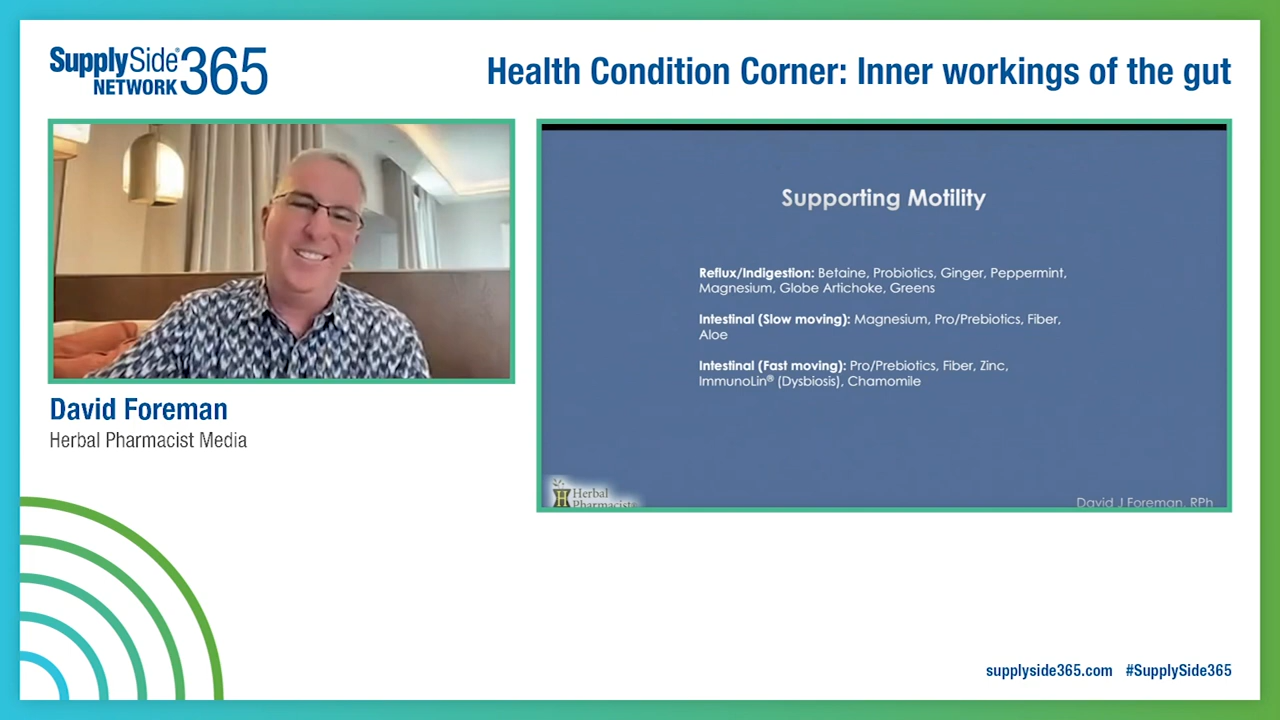 SupplySide® 365
NETWORK
Health Condition Corner: Inner workings of the gut
Supporting Motility
Reflux/Indigestion: Betaine, Probiotics, Ginger, Peppermint,
Magnesium, Globe Artichoke, Greens
Intestinal (Slow moving): Magnesium, Pro/Prebiotics, Fiber,
Aloe
Intestinal (Fast moving): Pro/Prebiotics, Fiber, Zinc,
ImmunoLin® (Dysbiosis), Chamomile
H Herbal
Pharmacist
David J Foreman, RPh
David Foreman
Herbal Pharmacist Media
supplyside365.com #SupplySide365